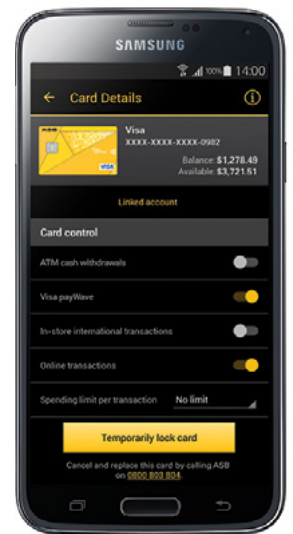 SAMSUNG
100% 14:00
← Card Details
ASB
Visa
XXXX-XXXX-XXXX-0982
Balance: $1,278.49
Available: $3,721.51
VISA
Linked account
Card control
ATM cash withdrawals
Visa payWave
In-store international transactions
Online transactions
Spending limit per transaction No limit
Temporarily lock card
Cancel and replace this card by calling ASB
on 0800 803 804.